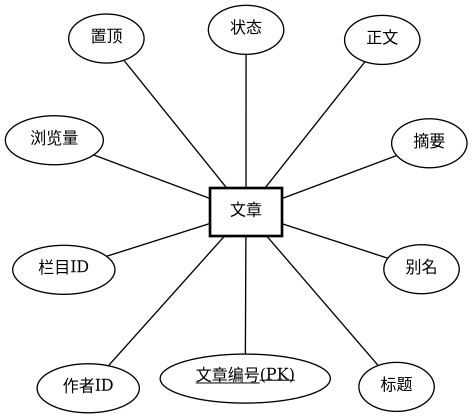 状态
置顶
正文
浏览量
摘要
文章
栏目ID
别名
作者ID
文章编号(PK)
标题